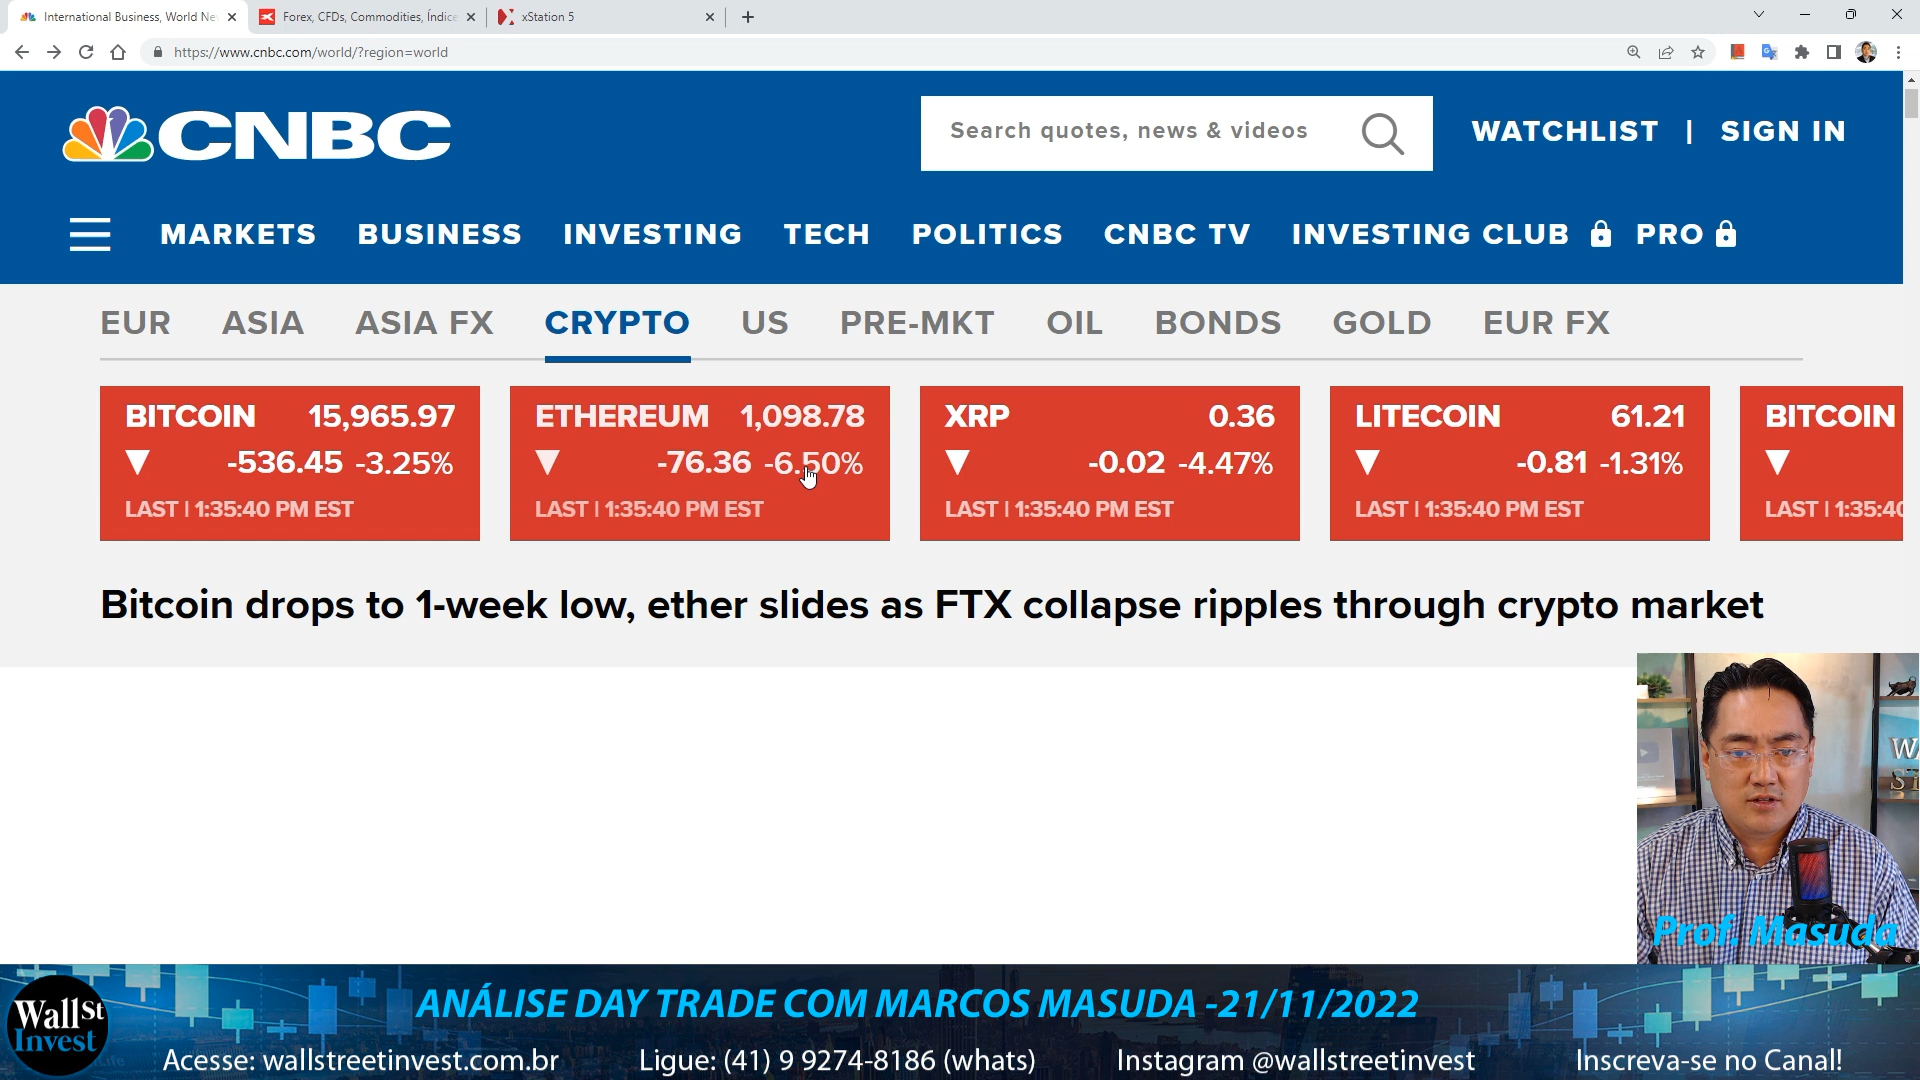 International Business, World Ne
Forex, CFDs, Commodities, Índice
xStation 5
https://www.cnbc.com/world/?region=world
CNBC
Search quotes, news & videos
WATCHLIST | SIGN IN
MARKETS BUSINESS INVESTING TECH POLITICS CNBC TV INVESTING CLUB PRO
EUR ASIA ASIA FX CRYPTO US PRE-MKT OIL BONDS GOLD EUR FX
BITCOIN 15,965.97
-536.45 -3.25%
LAST | 1:35:40 PM EST
ETHEREUM 1,098.78
-76.36 -6.50%
LAST | 1:35:40 PM EST
XRP 0.36
-0.02 -4.47%
LAST | 1:35:40 PM EST
LITECOIN 61.21
-0.81 -1.31%
LAST | 1:35:40 PM EST
BITCOIN
LAST | 1:35:40
Bitcoin drops to 1-week low, ether slides as FTX collapse ripples through crypto market
Prof. Masuda
Wall St
Invest
ANÁLISE DAY TRADE COM MARCOS MASUDA -21/11/2022
Acesse: wallstreetinvest.com.br Ligue: (41) 9 9274-8186 (whats) Instagram @wallstreetinvest Inscreva-se no Canal!